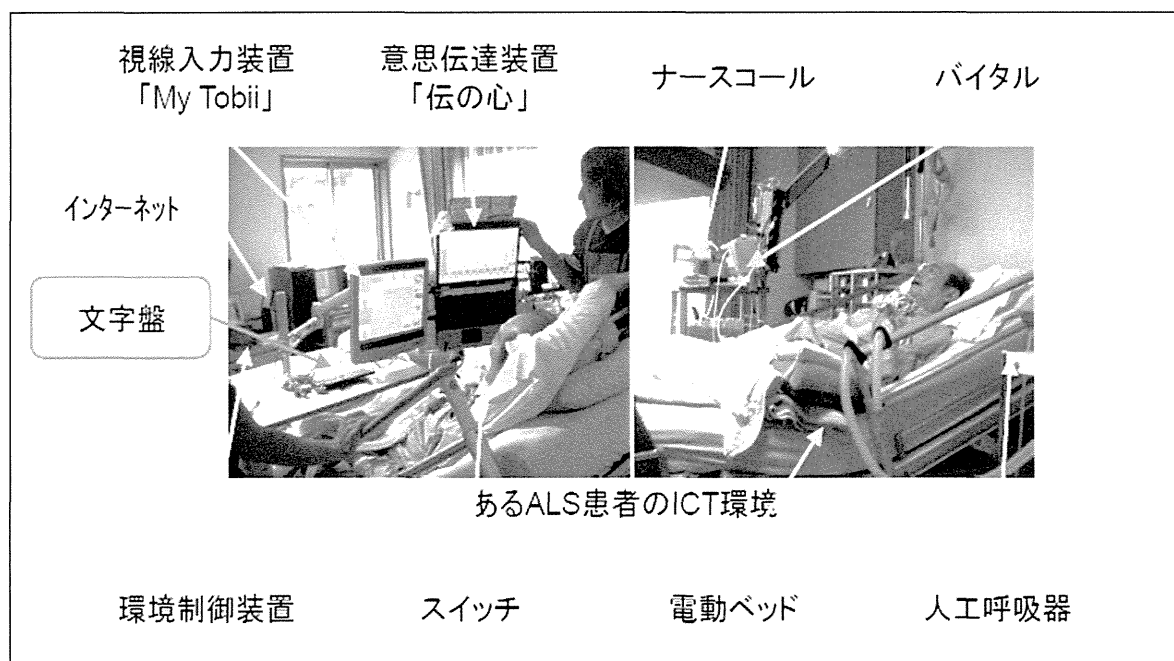 視線入力装置
「My Tobii」
意思伝達装置
「伝の心」
ナースコール
バイタル
インターネット
文字盤
あるALS患者のICT環境
環境制御装置
スイッチ
電動ベッド
人工呼吸器